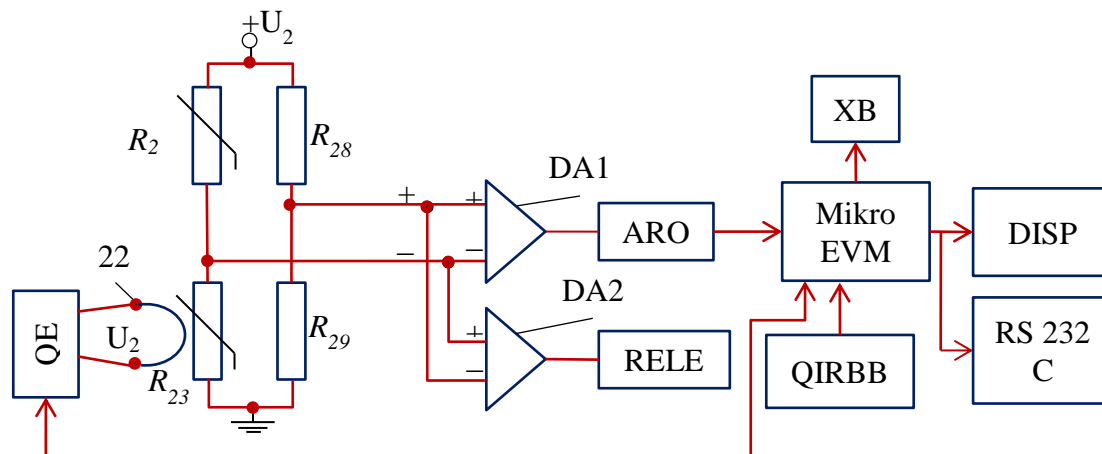 +U2
R2
R28
DA1
XB
+
+
ARO
Mikro
EVM
DISP
−
−
22
DA2
QE
U2
R29
+
−
RELE
QIRBB
RS 232
C
R23